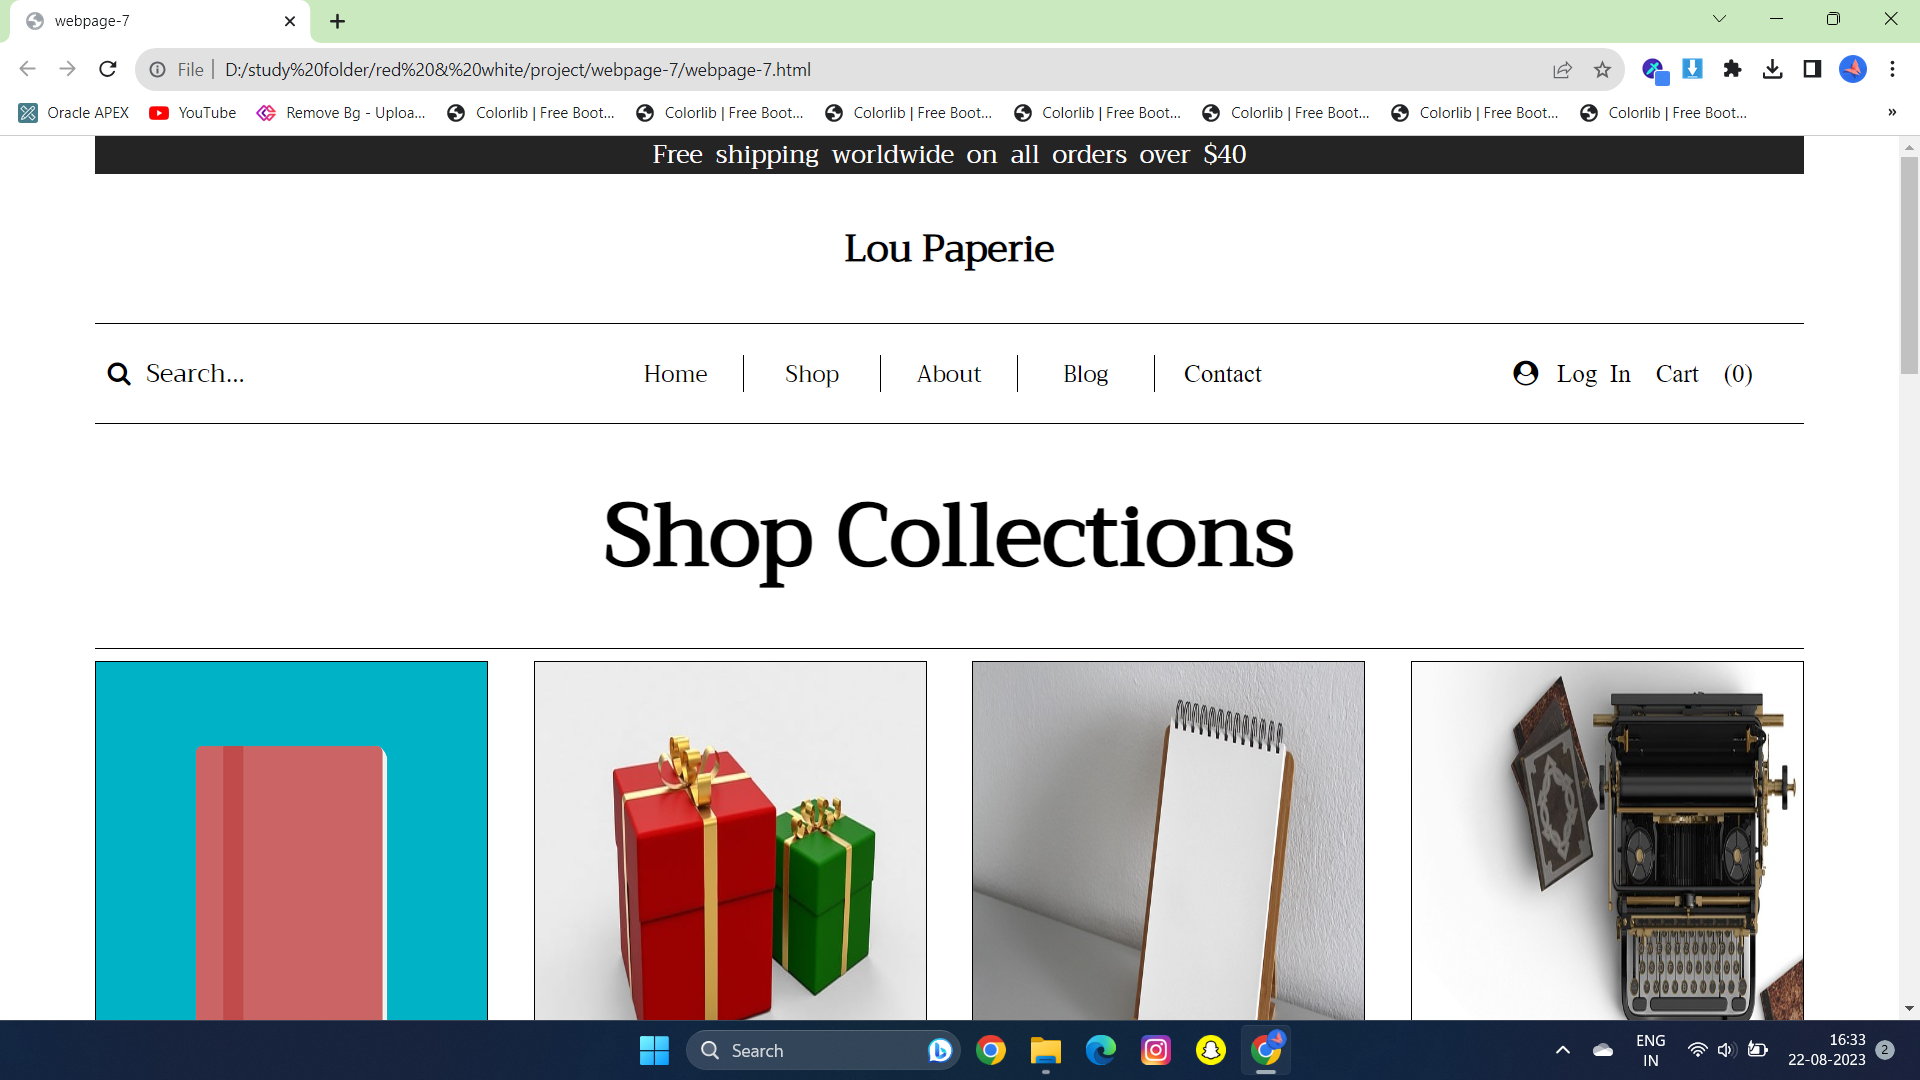 webpage-7
File | D:/study%20folder/red%20&%20white/project/webpage-7/webpage-7.html
Oracle APEX YouTube Remove Bg - Uploa... Colorlib | Free Boot... Colorlib | Free Boot... Colorlib | Free Boot... Colorlib | Free Boot... Colorlib | Free Boot... Colorlib | Free Boot... Colorlib | Free Boot... »
Free shipping worldwide on all orders over $40
Lou Paperie
Search... Home Shop About Blog Contact Log In Cart (0)
Shop Collections
Search ENG 16:33
IN 22-08-2023 2